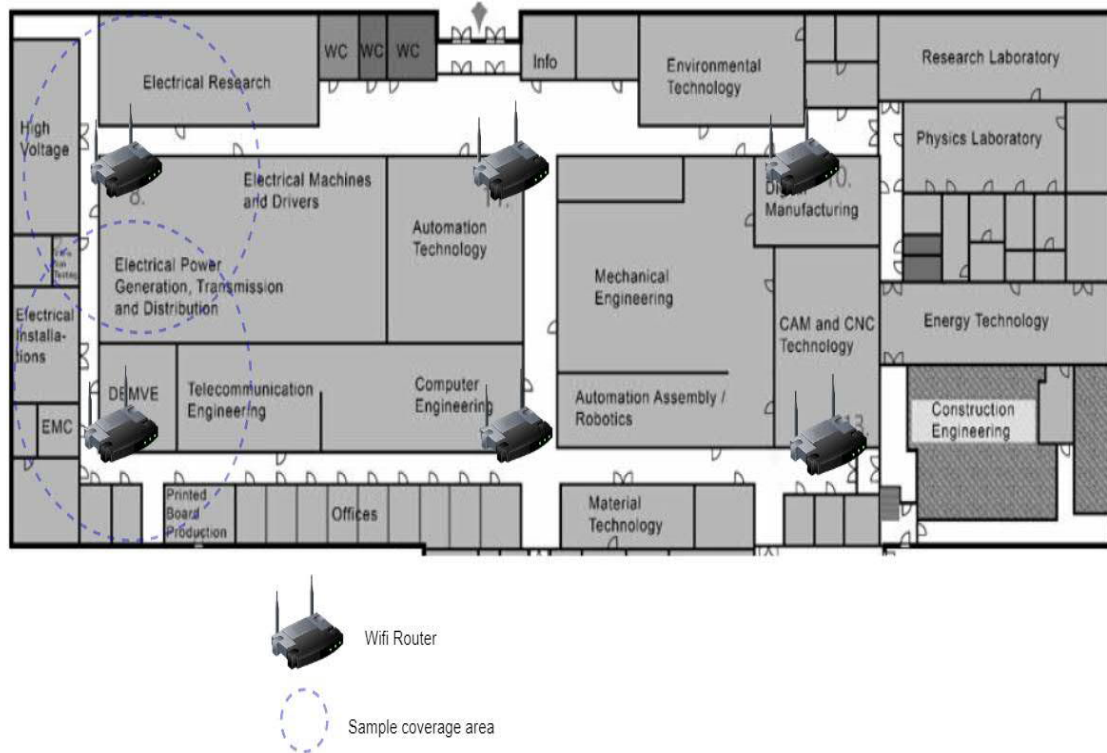 WC
WC
WC
Info
Electrical Research
Environmental
Technology
Research Laboratory
High
Voltage
Physics Laboratory
8.
Electrical Machines
and Drivers
11.
Automation
Technology
10.
Manufacturing
Electrical Power
Generation, Transmission
and Distribution
Mechanical
Engineering
Electrical
Installa-
tions
CAM and CNC
Technology
Energy Technology
DEMVE
Telecommunication
Engineering
Computer
Engineering
Automation Assembly /
Robotics
13.
Construction
Engineering
EMC
Printed
Board
Production
Offices
Material
Technology
Wifi Router
Sample coverage area